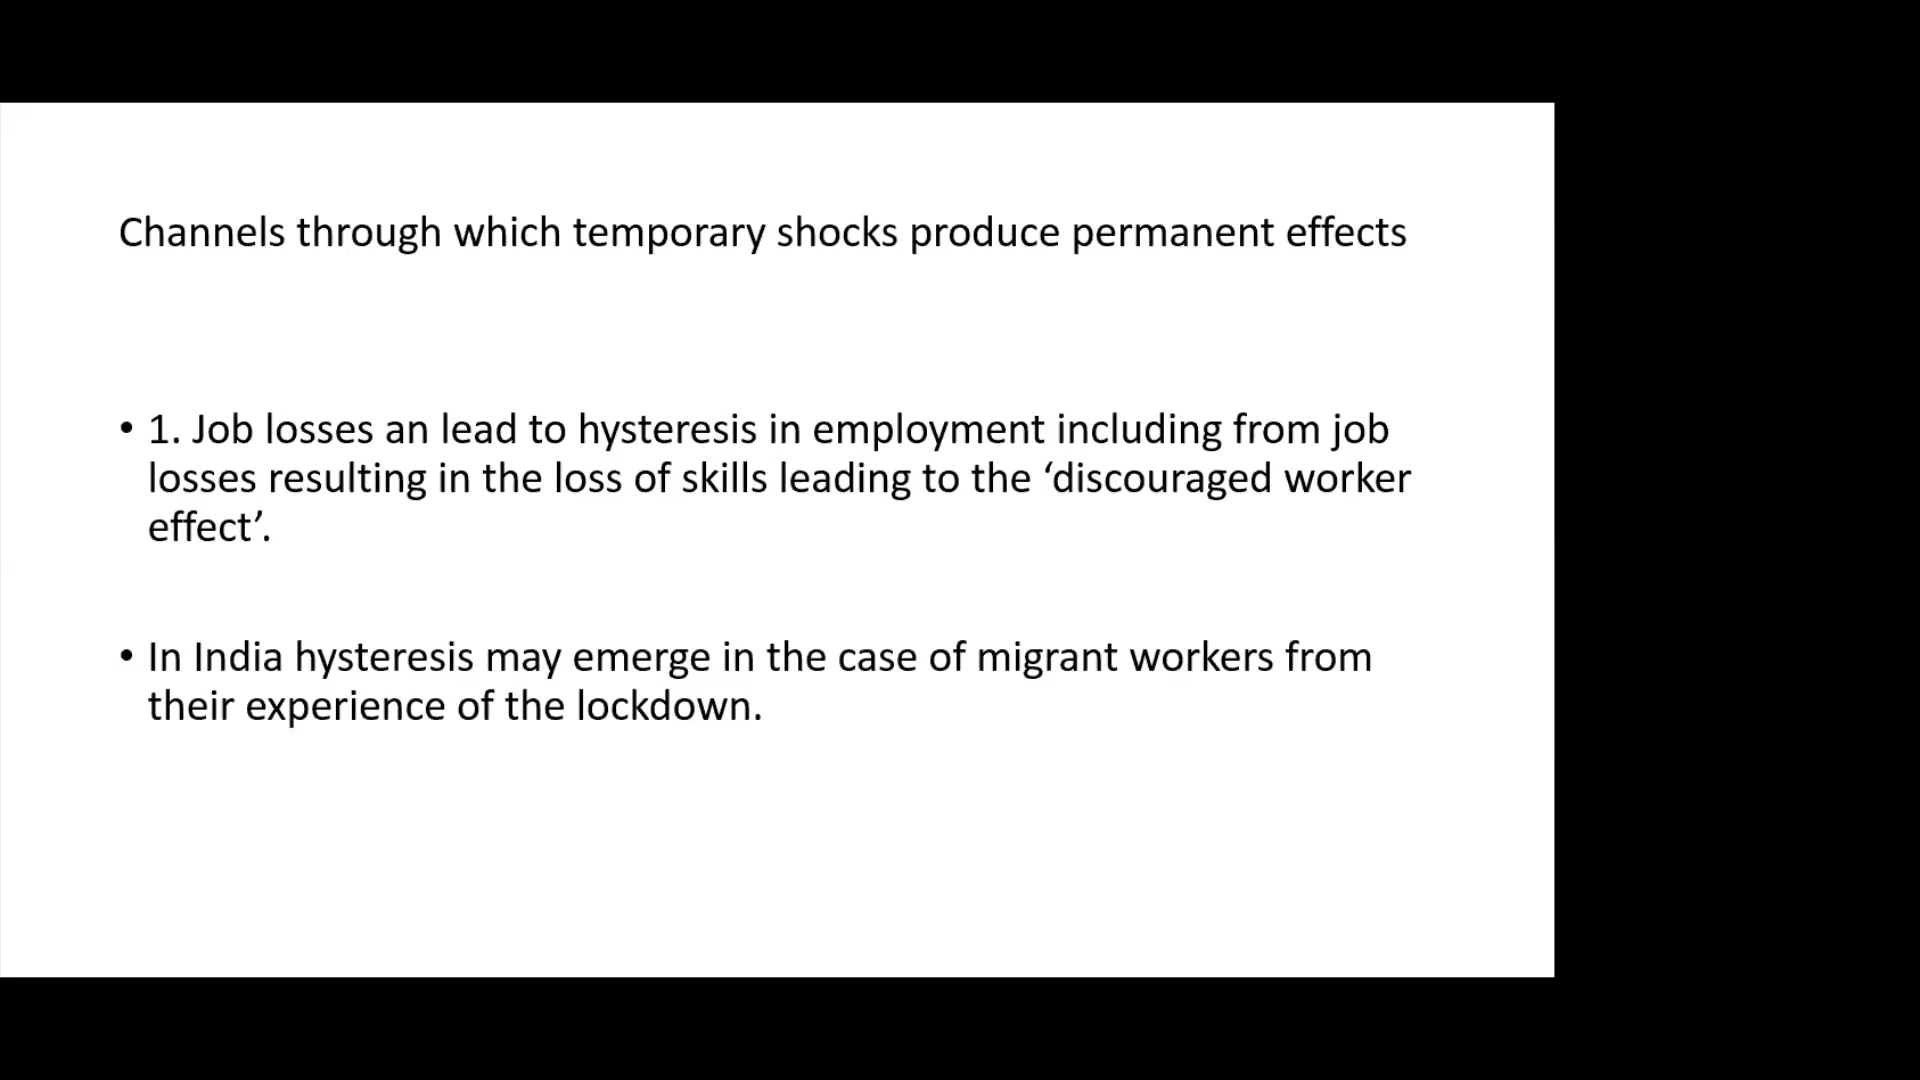 Channels through which temporary shocks produce permanent effects
• 1. Job losses an lead to hysteresis in employment including from job
losses resulting in the loss of skills leading to the ‘discouraged worker
effect’.
• In India hysteresis may emerge in the case of migrant workers from
their experience of the lockdown.